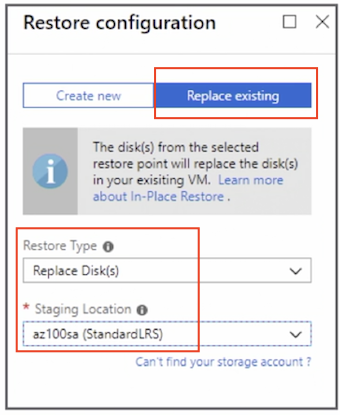 Restore configuration
Create new
Replace existing
The disk(s) from the selected
restore point will replace the disk(s)
in your exisiting VM. Learn more
about In-Place Restore .
Restore Type
Replace Disk(s)
* Staging Location
az100sa (StandardLRS)
Can't find your storage account ?